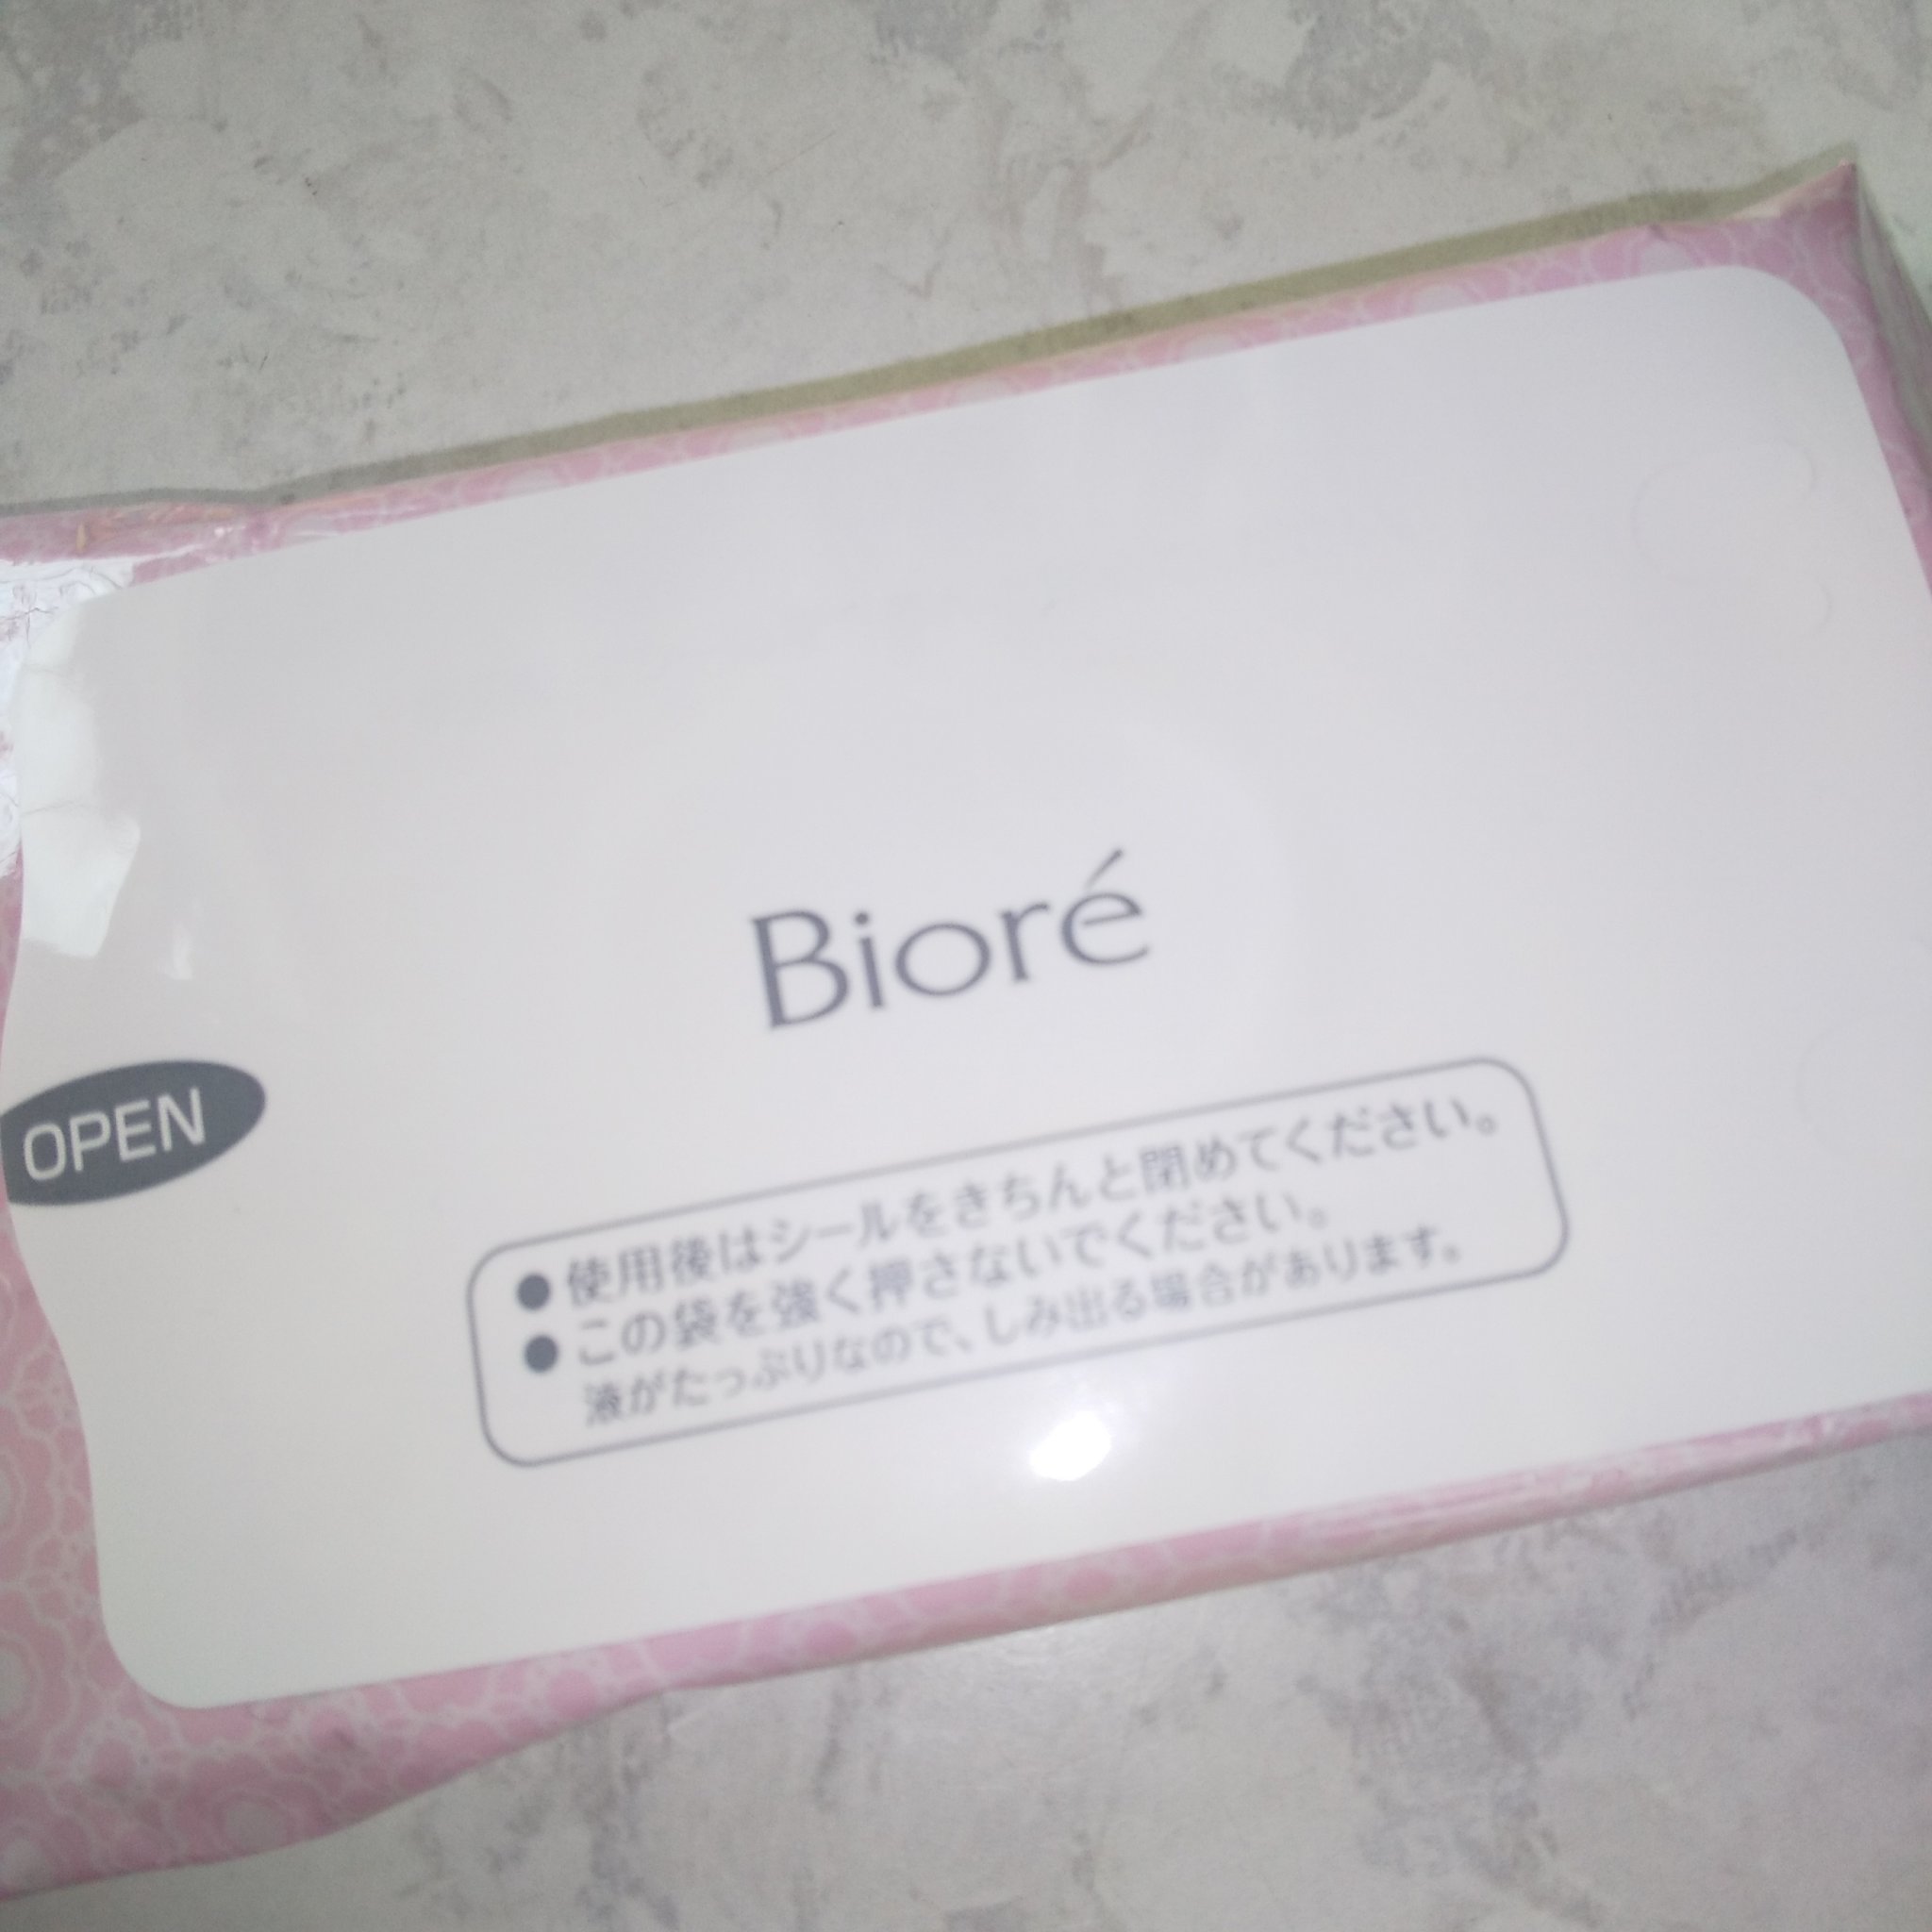 Bioré
OPEN
●使用後はシールをきちんと閉めてください。
●この袋を強く押さないでください。
液がたっぷりなので、しみ出る場合があります。